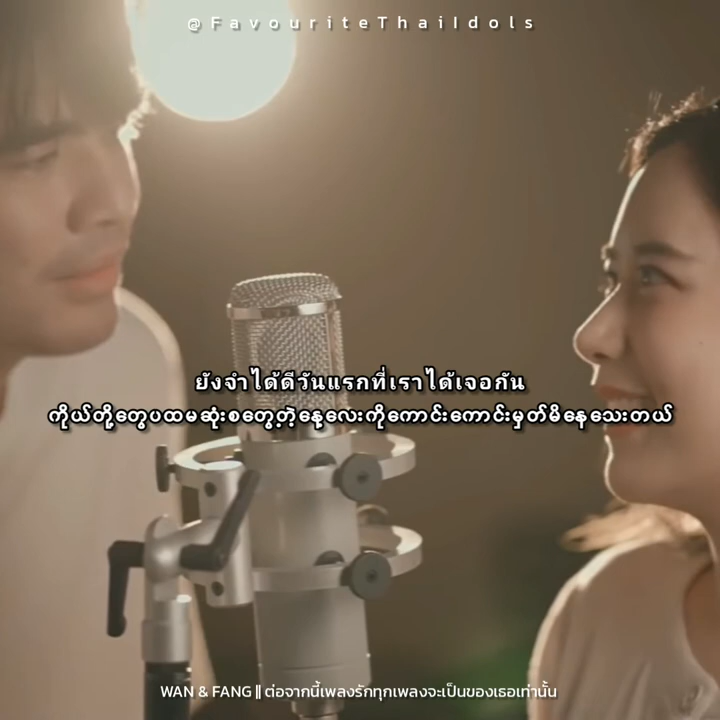 @FavouriteThaiIdols
ยังจำได้ดีวันแรกที่เราได้เจอกัน
ကိုယ်တို့တွေပထမဆုံးစတွေ့တဲ့နေ့လေးကိုကောင်းကောင်းမှတ်မိနေသေးတယ်
WAN & FANG || ต่อจากนี้เพลงรักทุกเพลงจะเป็นของเธอเท่านั้น